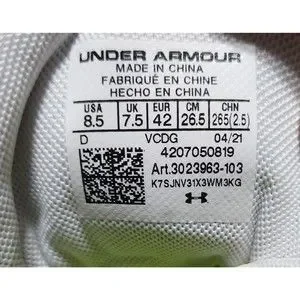 UNDER ARMOUR
MADE IN CHINA
FABRIQUÉ EN CHINE
HECHO EN CHINA
USA UK EUR CM CHN
8.5 7.5 42 26.5 265(2.5)
D VCDG 04/21
4207050819
Art.3023963-103
K7SJNV31X3WM3KG